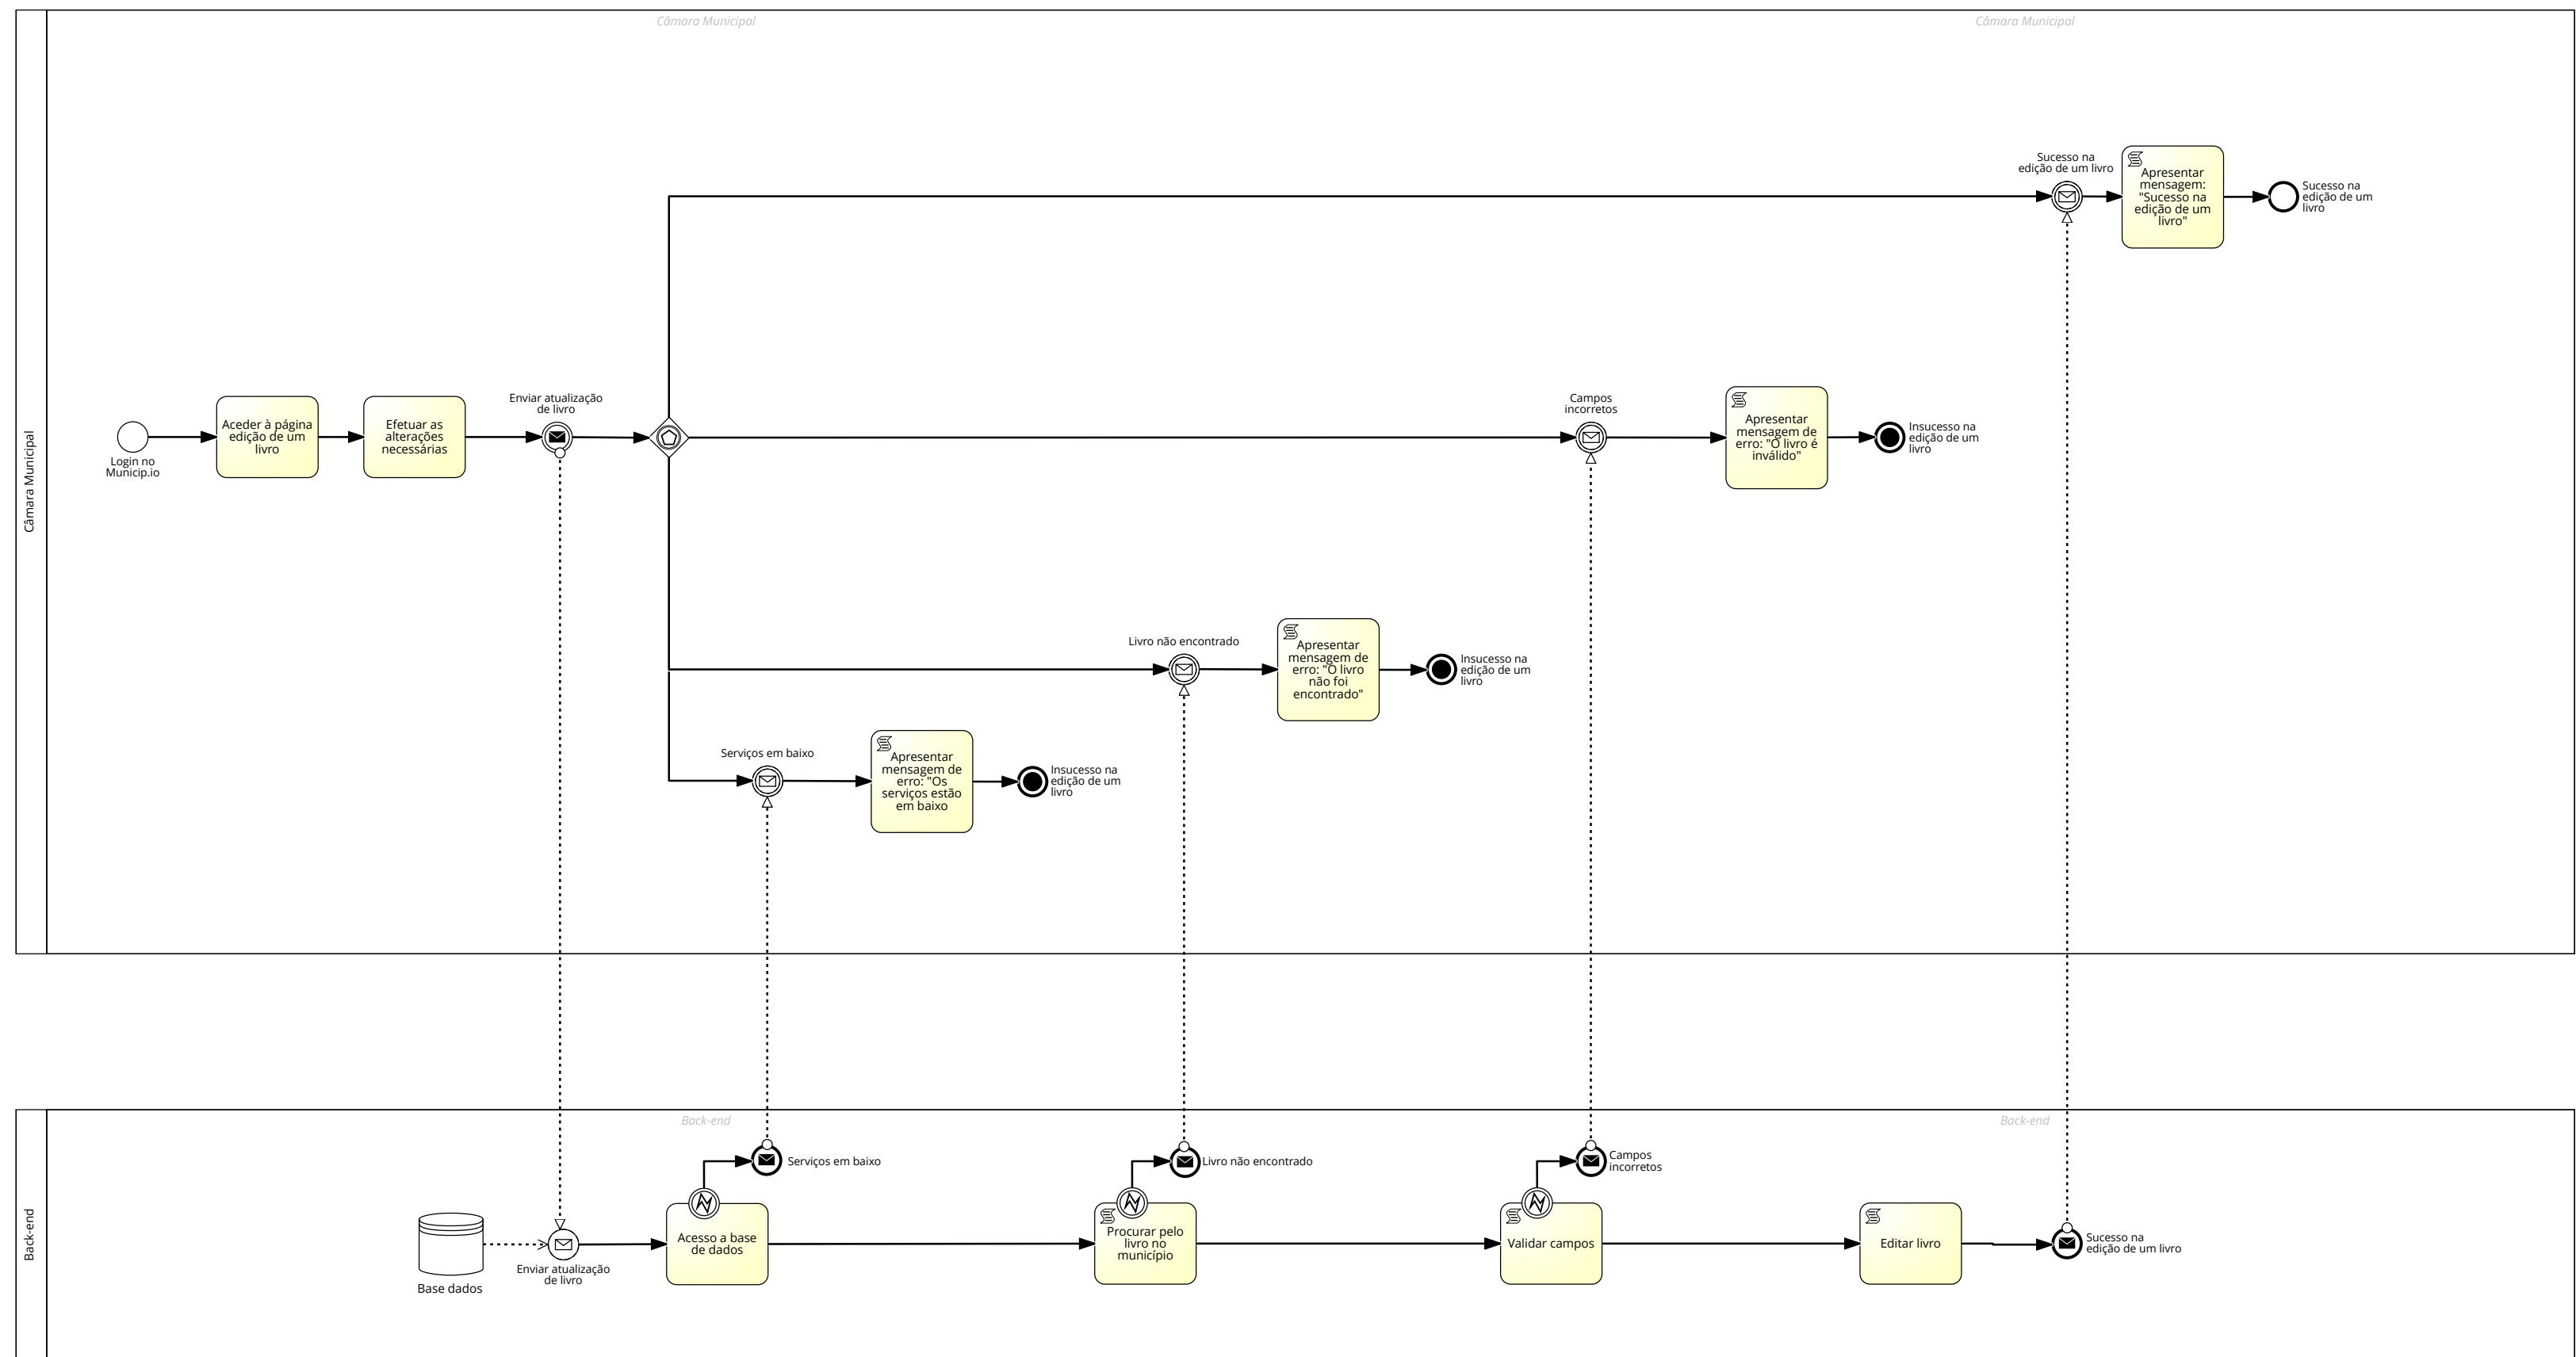 Câmara Municipal
Câmara Municipal
Câmara Municipal
Sucesso na
edição de um livro
Apresentar
mensagem:
"Sucesso na
edição de um
livro"
Sucesso na
edição de um
livro
Login no
Municip.io
Aceder à página
edição de um
livro
Efetuar as
alterações
necessárias
Enviar atualização
de livro
Campos
incorretos
Apresentar
mensagem de
erro: "O livro é
inválido"
Insucesso na
edição de um
livro
Livro não encontrado
Apresentar
mensagem de
erro: "O livro
não foi
encontrado"
Insucesso na
edição de um
livro
Serviços em baixo
Apresentar
mensagem de
erro: "Os
serviços estão
em baixo
Insucesso na
edição de um
livro
Back-end
Back-end
Back-end
Serviços em baixo
Livro não encontrado
Campos
incorretos
Base dados
Enviar atualização
de livro
Acesso a base
de dados
Procurar pelo
livro no
município
Validar campos
Editar livro
Sucesso na
edição de um livro